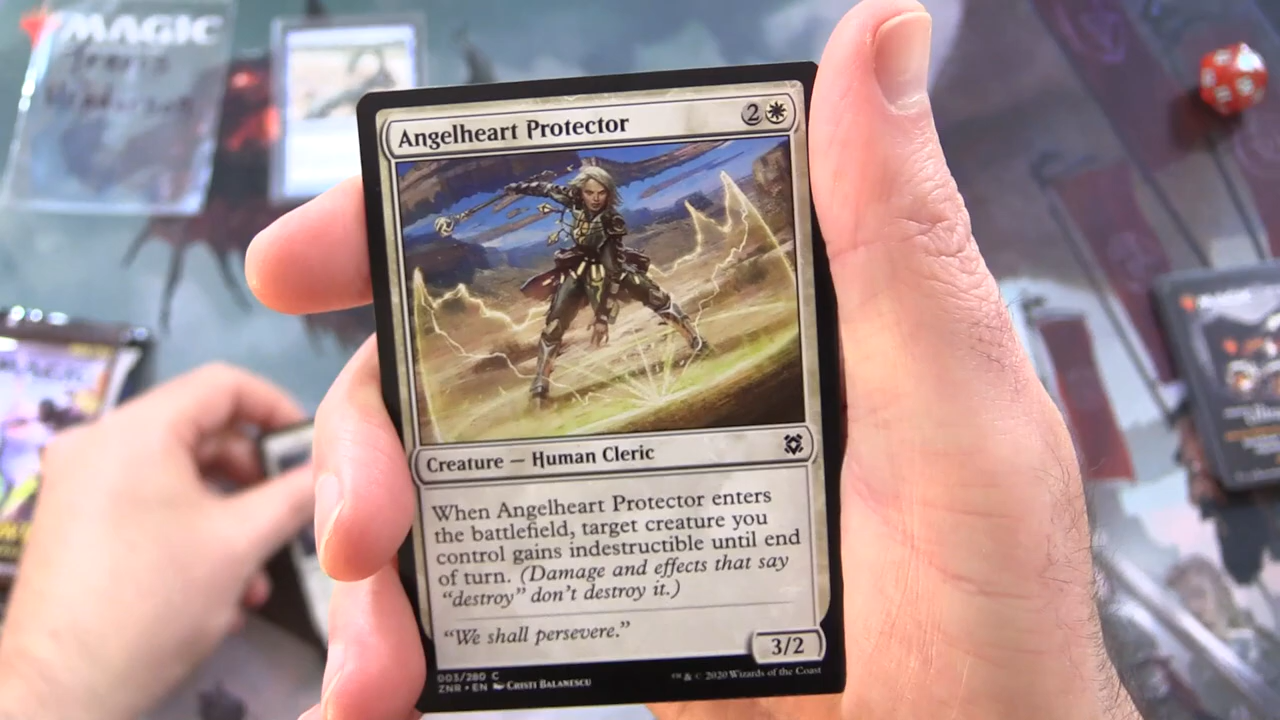 MAGIC
Angelheart Protector
2
Creature — Human Cleric
When Angelheart Protector enters
the battlefield, target creature you
control gains indestructible until end
of turn. (Damage and effects that say
"destroy" don't destroy it.)
"We shall persevere."
3/2
003/280 C
ZNR • EN Cristi Balanescu
™ & © 2020 Wizards of the Coast